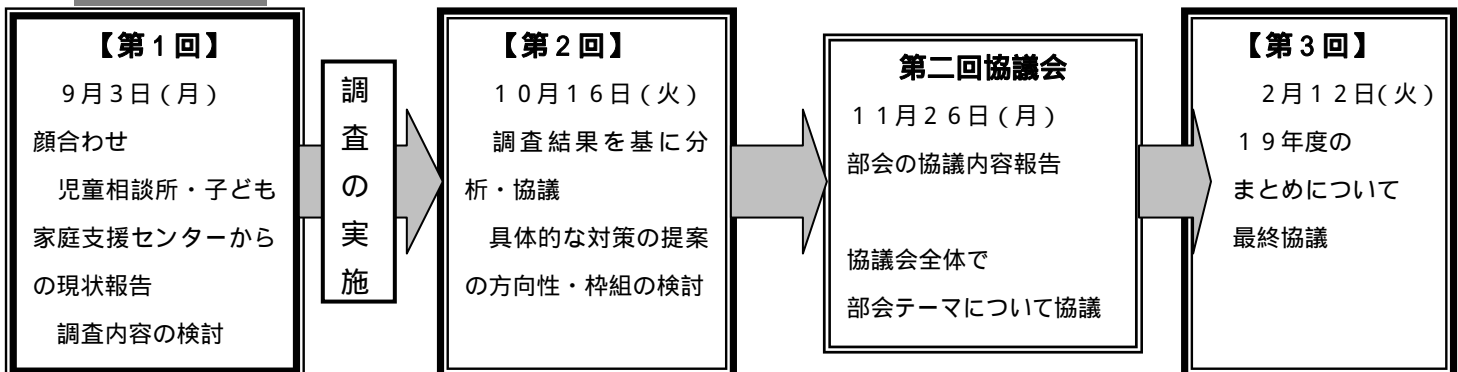 【第１回】
９月３日（月）
顔合わせ
児童相談所・子ども
家庭支援センターから
の現状報告
調査内容の検討
調査の実施
【第２回】
１０月１６日（火）
調査結果を基に分
析・協議
具体的な対策の提案
の方向性・枠組の検討
第二回協議会
１１月２６日（月）
部会の協議内容報告
協議会全体で
部会テーマについて協議
【第３回】
２月１２日（火）
１９年度の
まとめについて
最終協議